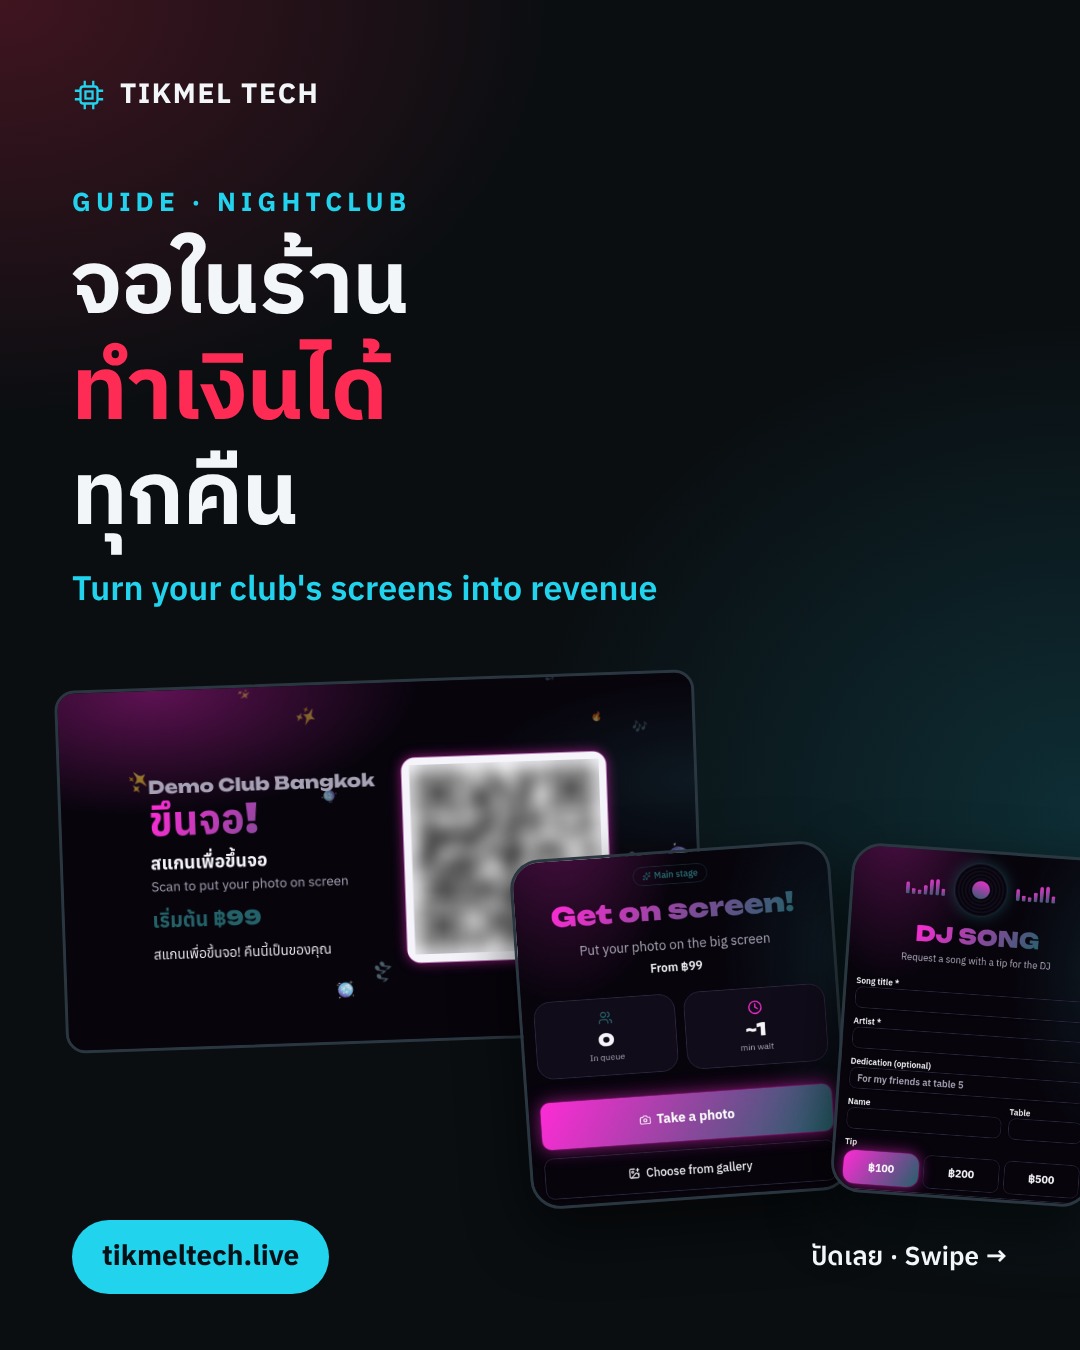 TIKMEL TECH
GUIDE · NIGHTCLUB
จอในร้าน
ทำเงินได้
ทุกคืน
Turn your club's screens into revenue
Demo Club Bangkok
ขึ้นจอ!
สแกนเพื่อขึ้นจอ
Scan to put your photo on screen
เริ่มต้น ฿99
สแกนเพื่อขึ้นจอ! คืนนี้เป็นของคุณ
Main stage
Get on screen!
Put your photo on the big screen
From ฿99
0
In queue
~1
min wait
Take a photo
Choose from gallery
DJ SONG
Request a song with a tip for the DJ
Song title *
Artist *
Dedication (optional)
For my friends at table 5
Name
Table
Tip
฿100
฿200
฿500
tikmeltech.live
ปัดเลย · Swipe →